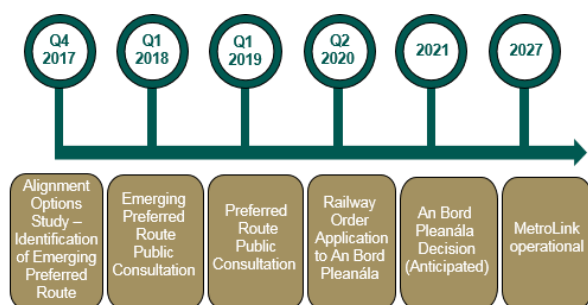 Q4
2017
Q1
2018
Q1
2019
Q2
2020
2021
2027
Alignment
Options
Study –
Identification
of Emerging
Preferred
Route
Emerging
Preferred
Route
Public
Consultation
Preferred
Route
Public
Consultation
Railway
Order
Application
to An Bord
Pleanála
An Bord
Pleanála
Decision
(Anticipated)
MetroLink
operational